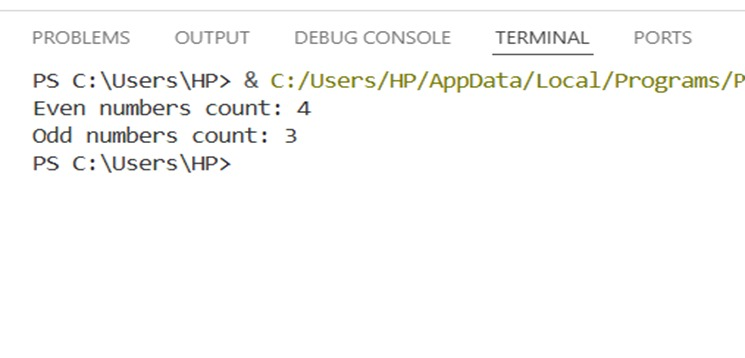 PROBLEMS OUTPUT DEBUG CONSOLE TERMINAL PORTS
PS C:\Users\HP> & C:/Users/HP/AppData/Local/Programs/P
Even numbers count: 4
Odd numbers count: 3
PS C:\Users\HP>